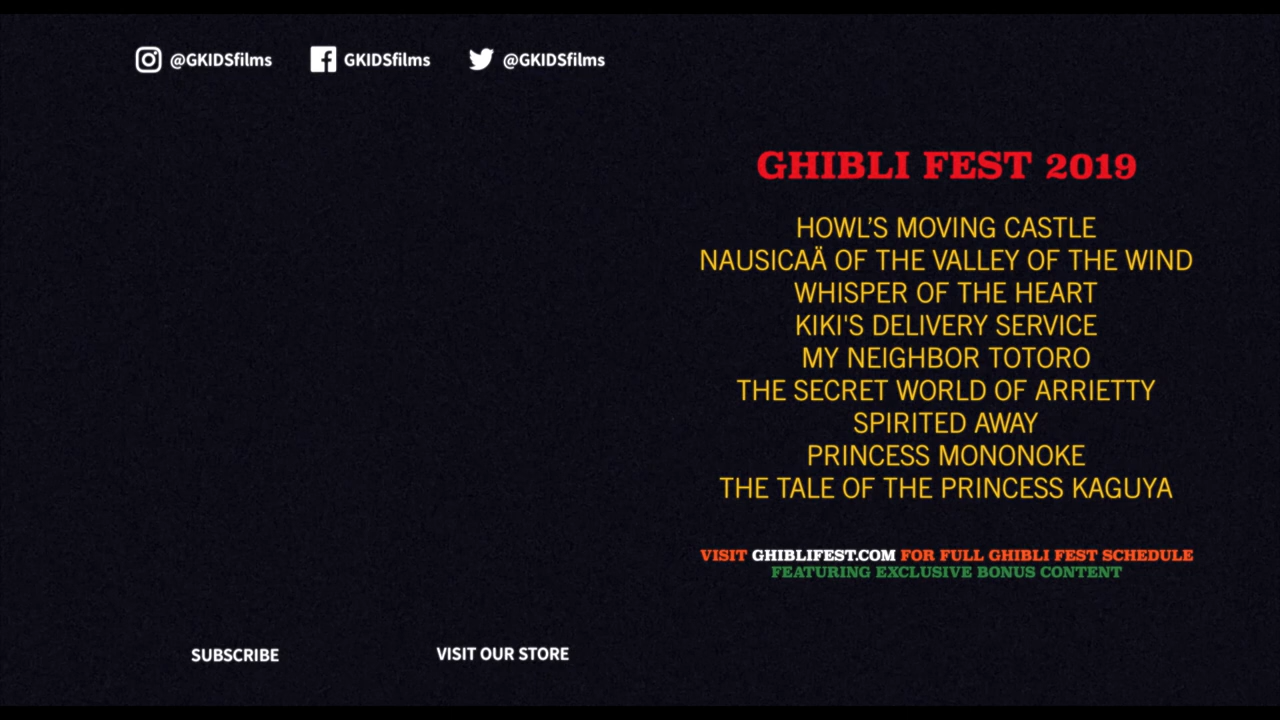 @GKIDSfilms GKIDSfilms @GKIDSfilms
GHIBLI FEST 2019
HOWL’S MOVING CASTLE
NAUSICAÄ OF THE VALLEY OF THE WIND
WHISPER OF THE HEART
KIKI'S DELIVERY SERVICE
MY NEIGHBOR TOTORO
THE SECRET WORLD OF ARRIETTY
SPIRITED AWAY
PRINCESS MONONOKE
THE TALE OF THE PRINCESS KAGUYA
VISIT GHIBLIFEST.COM FOR FULL GHIBLI FEST SCHEDULE
FEATURING EXCLUSIVE BONUS CONTENT
SUBSCRIBE VISIT OUR STORE